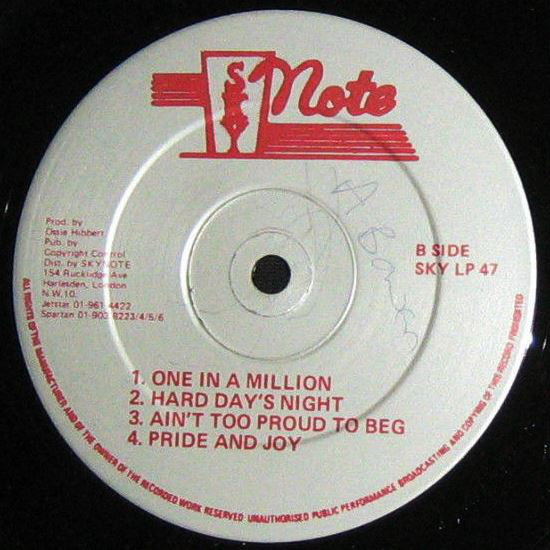 SKY Note
Prod. by
Ossie Hibbert
Pub. by
Copyright Control
Dist. by SKYNOTE
154 Rucklidge Ave
Harlesden, London
N.W.10.
Jetstar 01-961 4422
Spartan 01-903 8223/4/5/6
B SIDE
SKY LP 47
1. ONE IN A MILLION
2. HARD DAY'S NIGHT
3. AIN'T TOO PROUD TO BEG
4. PRIDE AND JOY
ALL RIGHTS OF THE MANUFACTURERS AND OF THE OWNER OF THE RECORDED WORK RESERVED UNAUTHORISED PUBLIC PERFORMANCE BROADCASTING AND COPYING OF THIS RECORD PROHIBITED